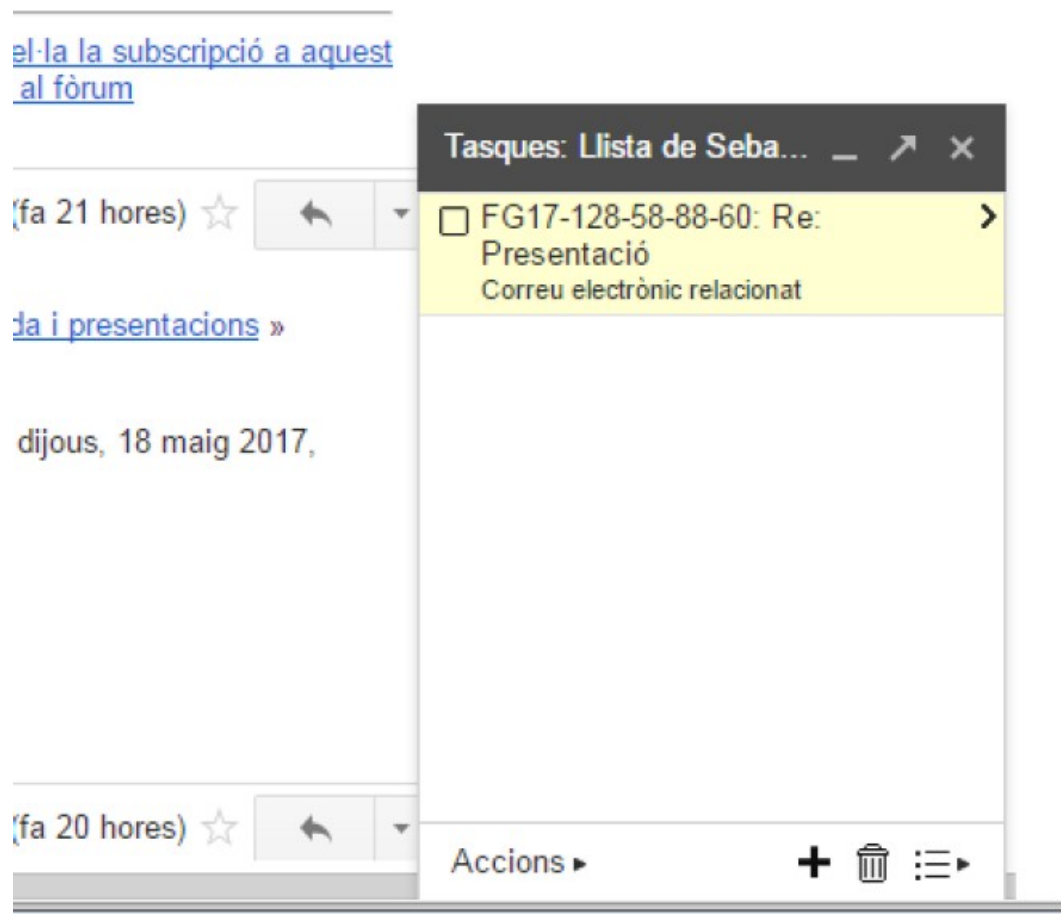 el·la la subscripció a aquest
al fòrum
(fa 21 hores)
da i presentacions »
dijous, 18 maig 2017,
(fa 20 hores)
Tasques: Llista de Seba...
FG17-128-58-88-60: Re:
Presentació
Correu electrònic relacionat
Accions